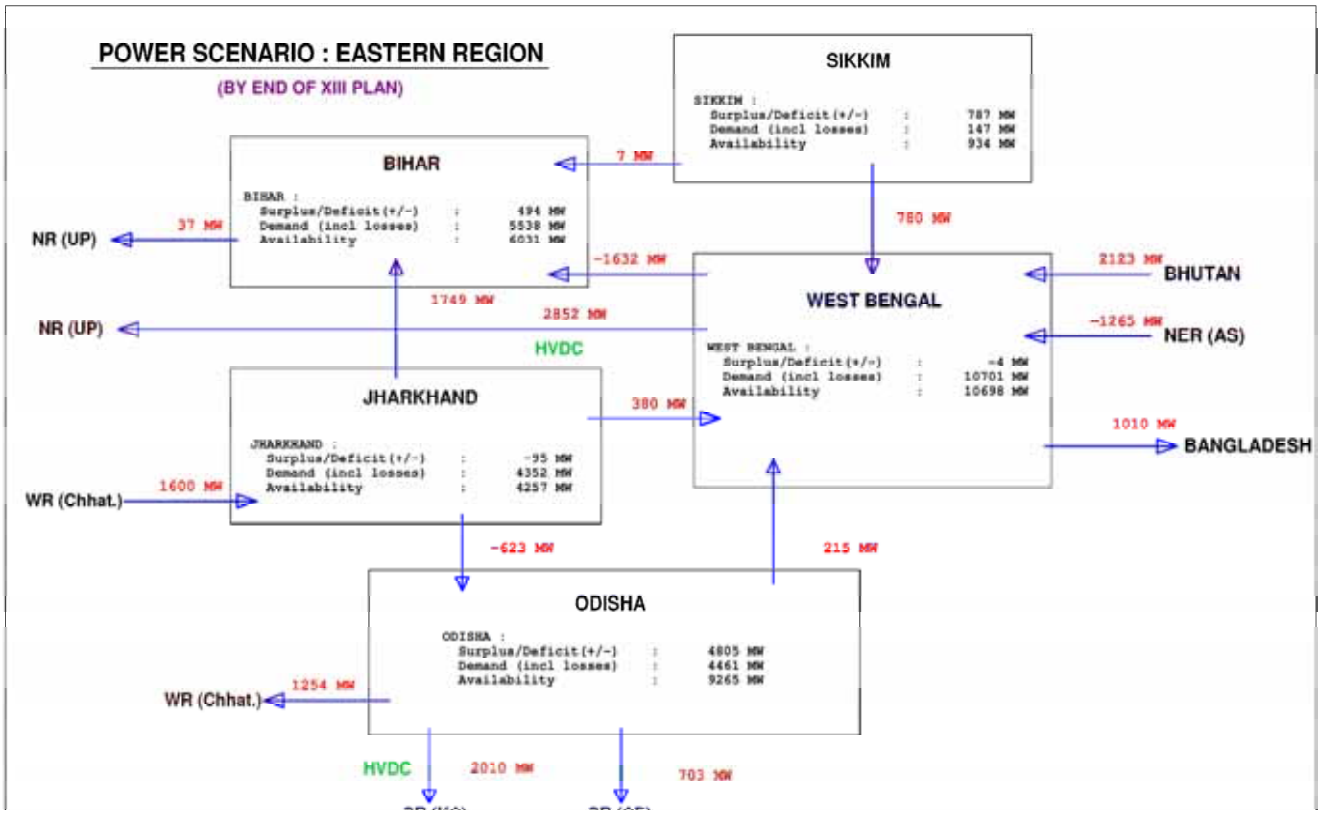 POWER SCENARIO : EASTERN REGION
(BY END OF XIII PLAN)
SIKKIM
SIKKIM :
Surplus/Deficit(+/-) : 787 MW
Demand (incl losses) : 147 MW
Availability : 934 MW
7 MW
780 MW
BIHAR
BIHAR :
Surplus/Deficit(+/-) : 494 MW
Demand (incl losses) : 5538 MW
Availability : 6031 MW
37 MW
NR (UP)
-1632 MW
2123 MW
BHUTAN
WEST BENGAL
1749 MW
2852 MW
NR (UP)
HVDC
-1265 MW
NER (AS)
WEST BENGAL :
Surplus/Deficit(+/-) : -4 MW
Demand (incl losses) : 10701 MW
Availability : 10698 MW
JHARKHAND
380 MW
1010 MW
BANGLADESH
JHARKHAND :
Surplus/Deficit(+/-) : -95 MW
Demand (incl losses) : 4352 MW
Availability : 4257 MW
1600 MW
WR (Chhat.)
-623 MW
215 MW
ODISHA
ODISHA :
Surplus/Deficit(+/-) : 4805 MW
Demand (incl losses) : 4461 MW
Availability : 9265 MW
1254 MW
WR (Chhat.)
HVDC
2010 MW
703 MW